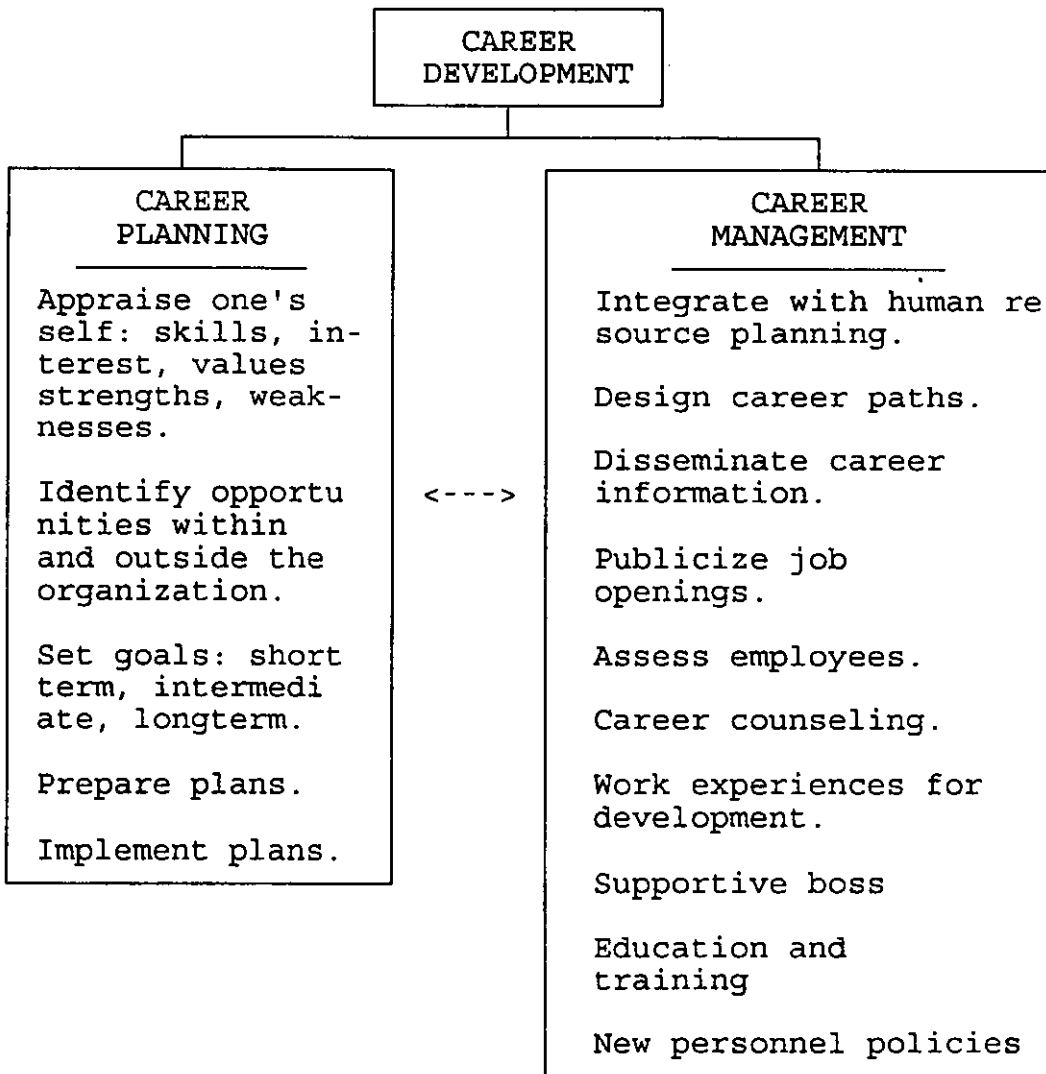 CAREER
DEVELOPMENT
CAREER
PLANNING
Appraise one's
self: skills, in-
terest, values
strengths, weak-
nesses.
Identify opportu
nities within
and outside the
organization.
Set goals: short
term, intermedi
ate, longterm.
Prepare plans.
Implement plans.
<--->
CAREER
MANAGEMENT
Integrate with human re
source planning.
Design career paths.
Disseminate career
information.
Publicize job
openings.
Assess employees.
Career counseling.
Work experiences for
development.
Supportive boss
Education and
training
New personnel policies